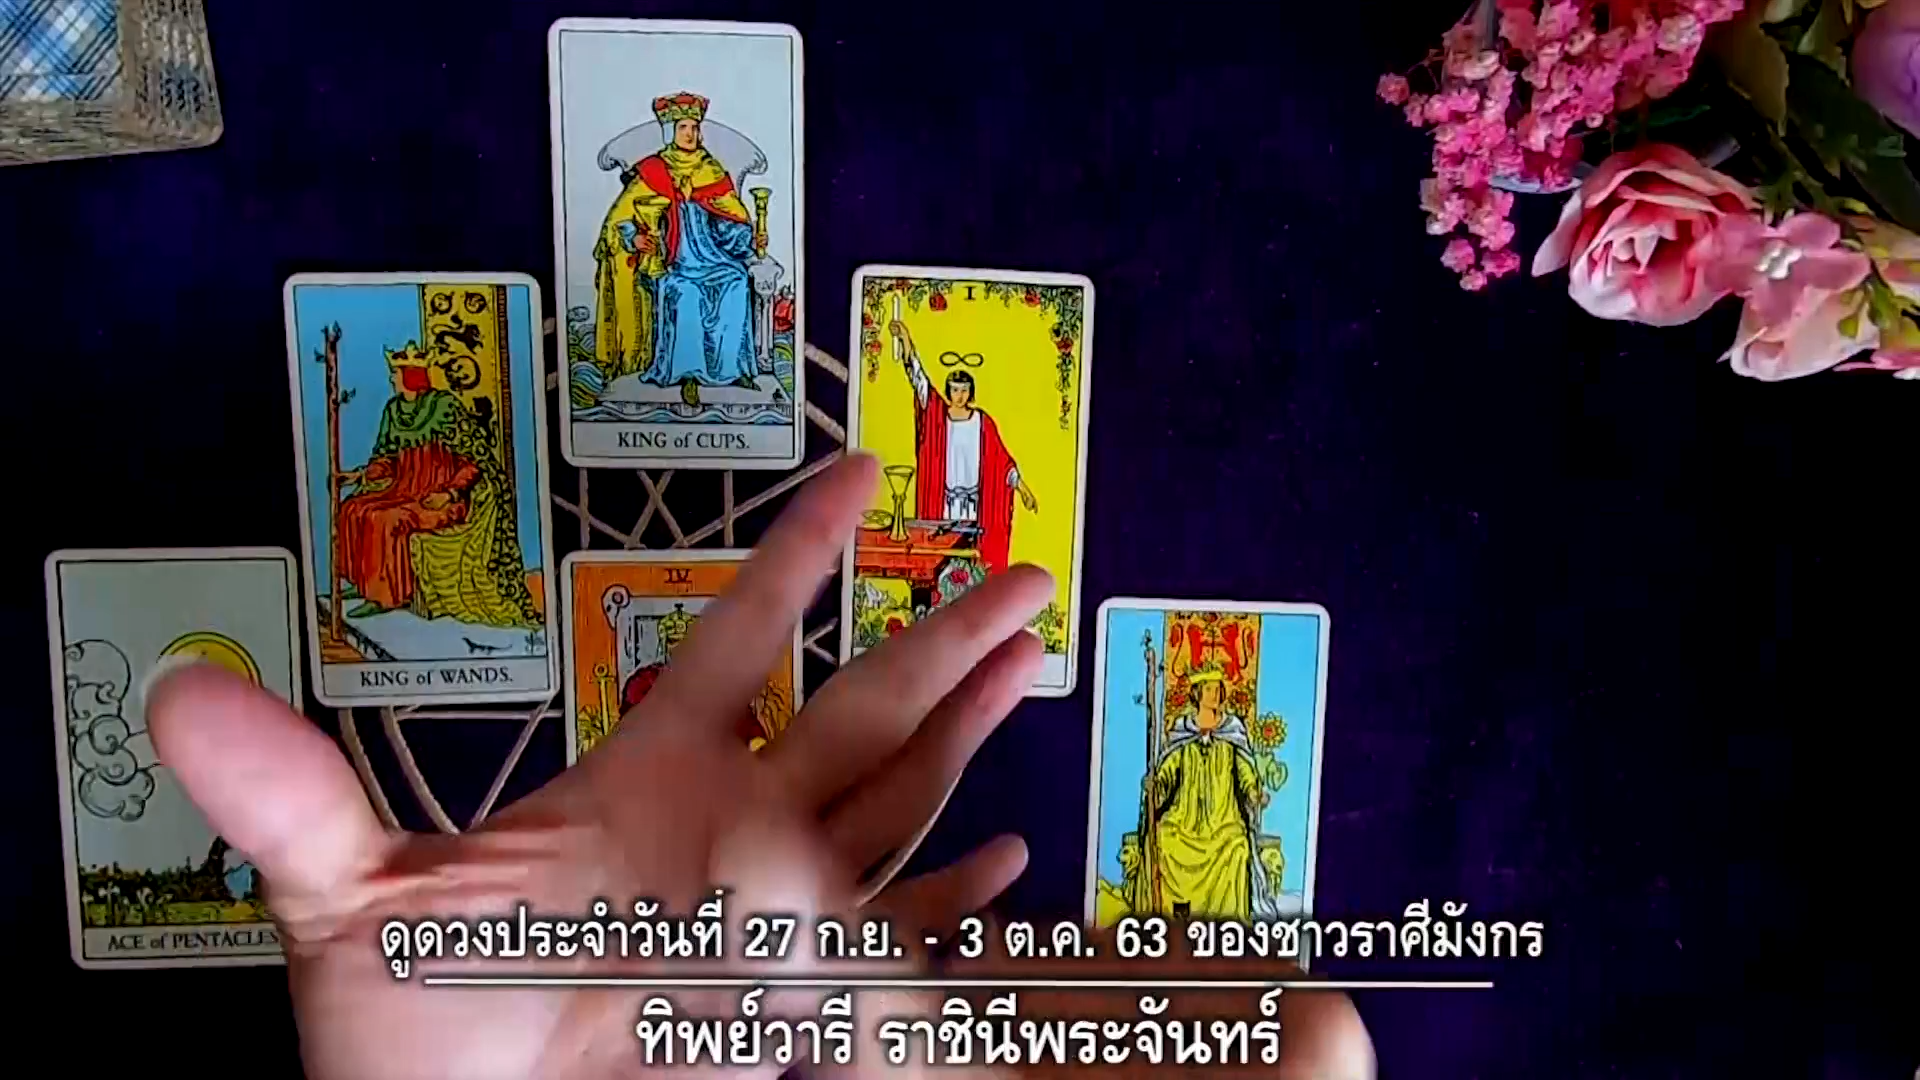 KING of CUPS.
I
KING of WANDS.
IV
ACE of PENTACLES
ดูดวงประจำวันที่ 27 ก.ย. - 3 ต.ค. 63 ของชาวราศีมังกร
ทิพย์วารี ราชินีพระจันทร์